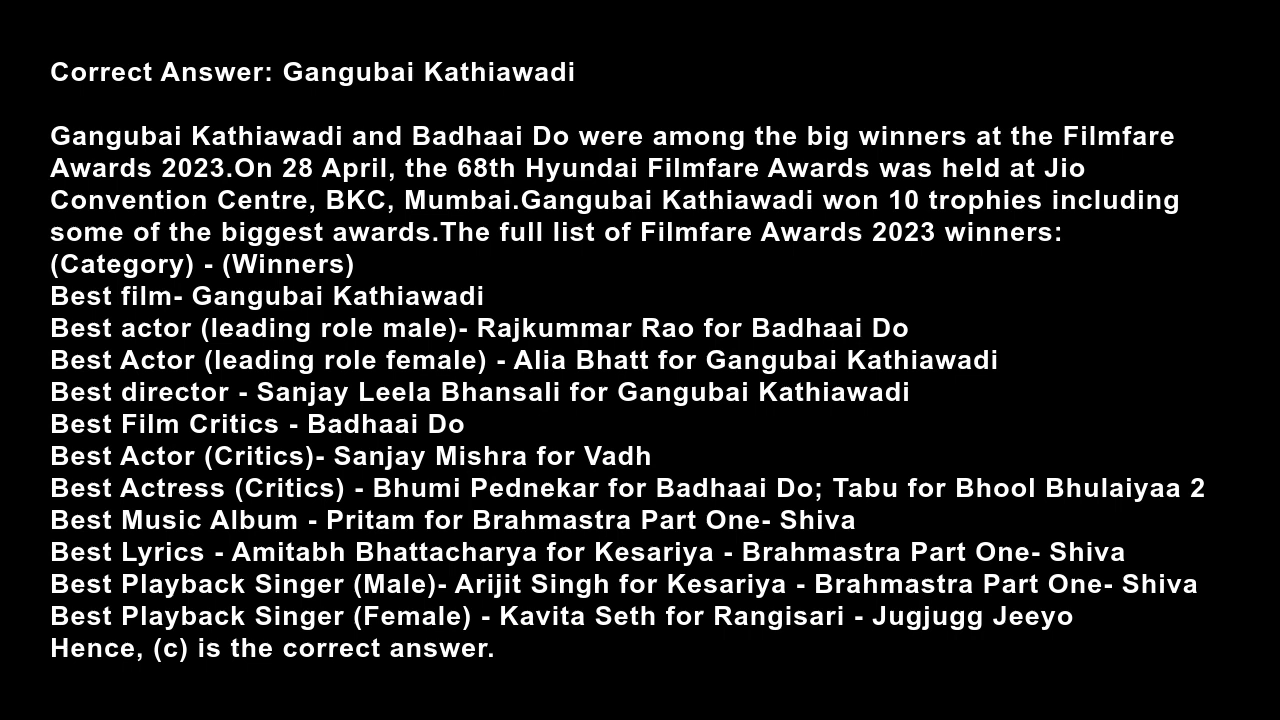 Correct Answer: Gangubai Kathiawadi
Gangubai Kathiawadi and Badhaai Do were among the big winners at the Filmfare
Awards 2023.On 28 April, the 68th Hyundai Filmfare Awards was held at Jio
Convention Centre, BKC, Mumbai.Gangubai Kathiawadi won 10 trophies including
some of the biggest awards.The full list of Filmfare Awards 2023 winners:
(Category) - (Winners)
Best film- Gangubai Kathiawadi
Best actor (leading role male)- Rajkummar Rao for Badhaai Do
Best Actor (leading role female) - Alia Bhatt for Gangubai Kathiawadi
Best director - Sanjay Leela Bhansali for Gangubai Kathiawadi
Best Film Critics - Badhaai Do
Best Actor (Critics)- Sanjay Mishra for Vadh
Best Actress (Critics) - Bhumi Pednekar for Badhaai Do; Tabu for Bhool Bhulaiyaa 2
Best Music Album - Pritam for Brahmastra Part One- Shiva
Best Lyrics - Amitabh Bhattacharya for Kesariya - Brahmastra Part One- Shiva
Best Playback Singer (Male)- Arijit Singh for Kesariya - Brahmastra Part One- Shiva
Best Playback Singer (Female) - Kavita Seth for Rangisari - Jugjugg Jeeyo
Hence, (c) is the correct answer.